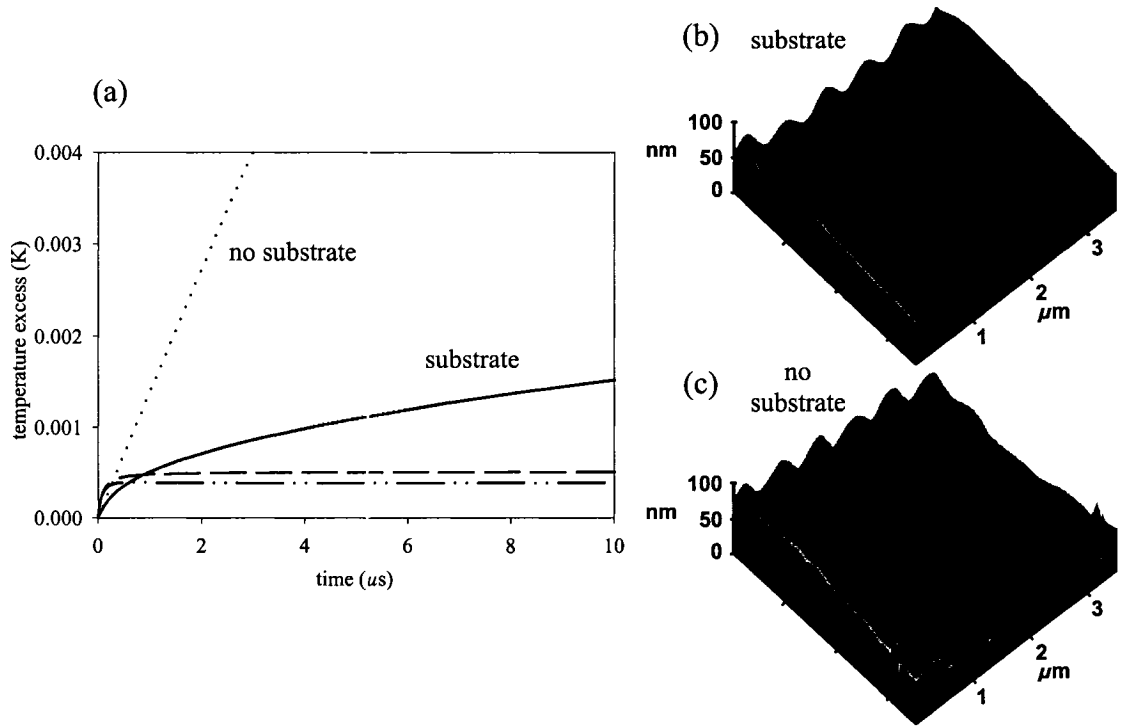 (a)
temperature excess (K)
0.004
0.003
0.002
0.001
0.000
no substrate
substrate
0
2
4
6
8
10
time (us)
(b)
substrate
100
nm
50
0
1
2
3
µm
(c)
no
substrate
100
nm
50
0
1
2
3
µm